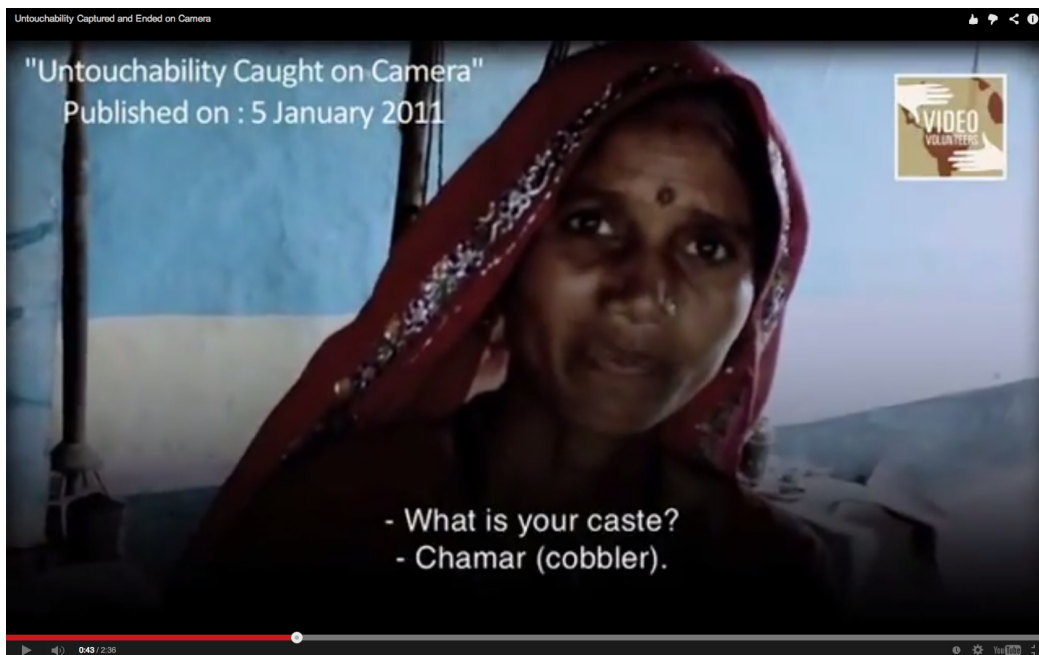 Untouchability Captured and Ended on Camera
"Untouchability Caught on Camera"
Published on : 5 January 2011
VIDEO
VOLUNTEERS
- What is your caste?
- Chamar (cobbler).
0:43 / 2:36
YouTube